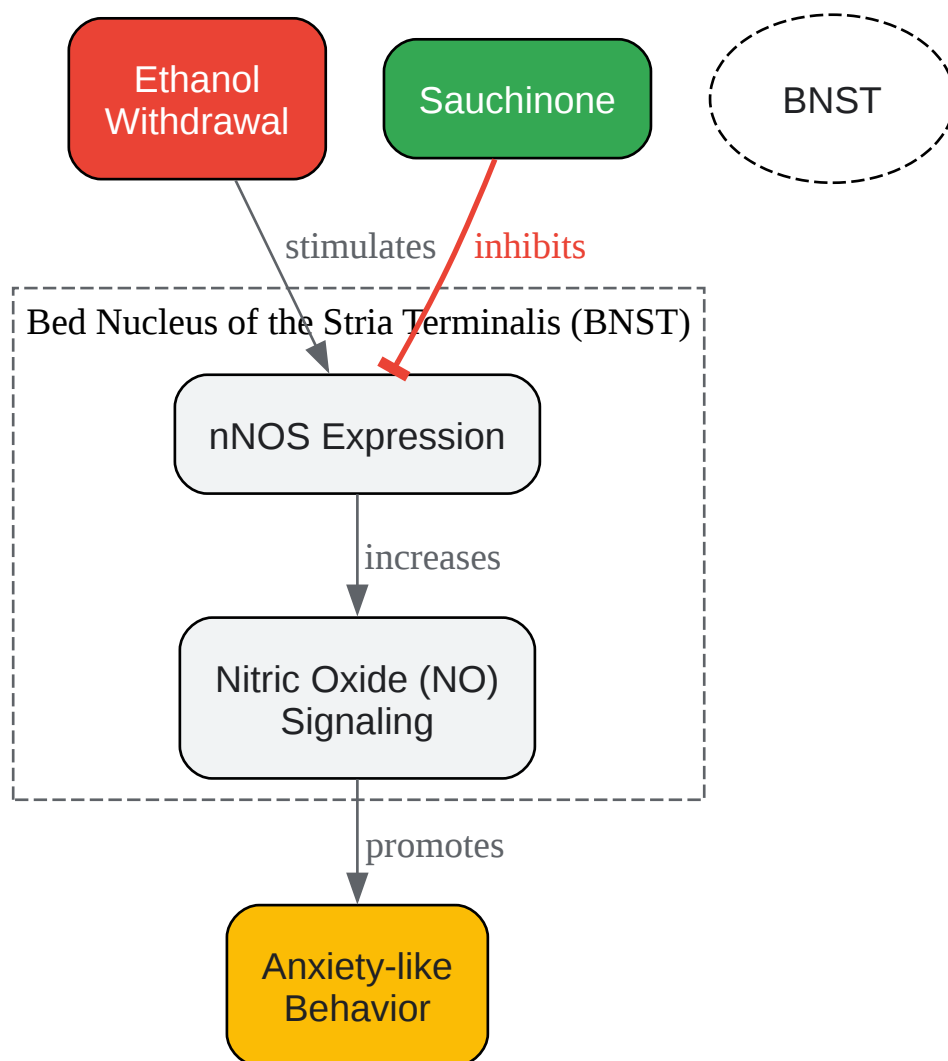 Ethanol
Withdrawal
Sauchinone
BNST
stimulates
inhibits
Bed Nucleus of the Stria Terminalis (BNST)
nNOS Expression
increases
Nitric Oxide (NO)
Signaling
promotes
Anxiety-like
Behavior